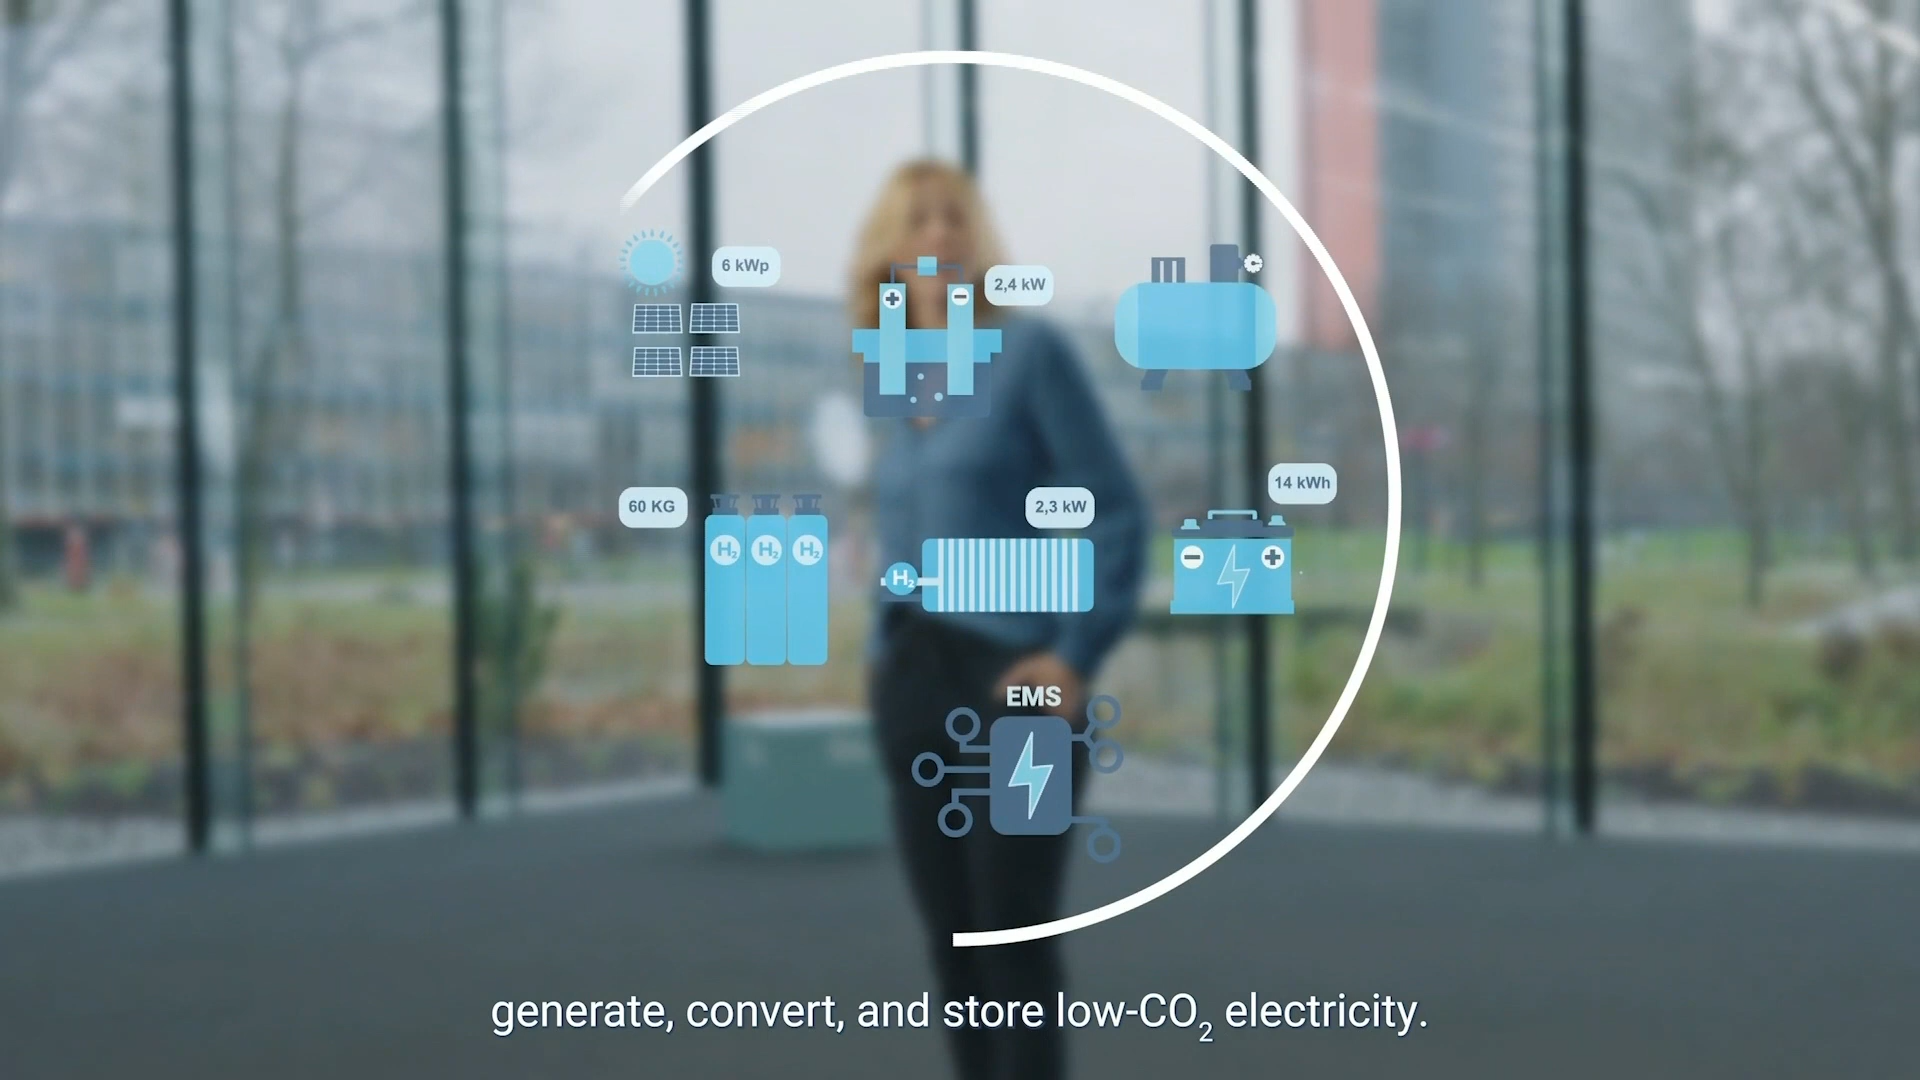 6 kWp
2,4 kW
60 KG
2,3 kW
14 kWh
H₂ H₂ H₂
H₂
EMS
generate, convert, and store low-CO₂ electricity.